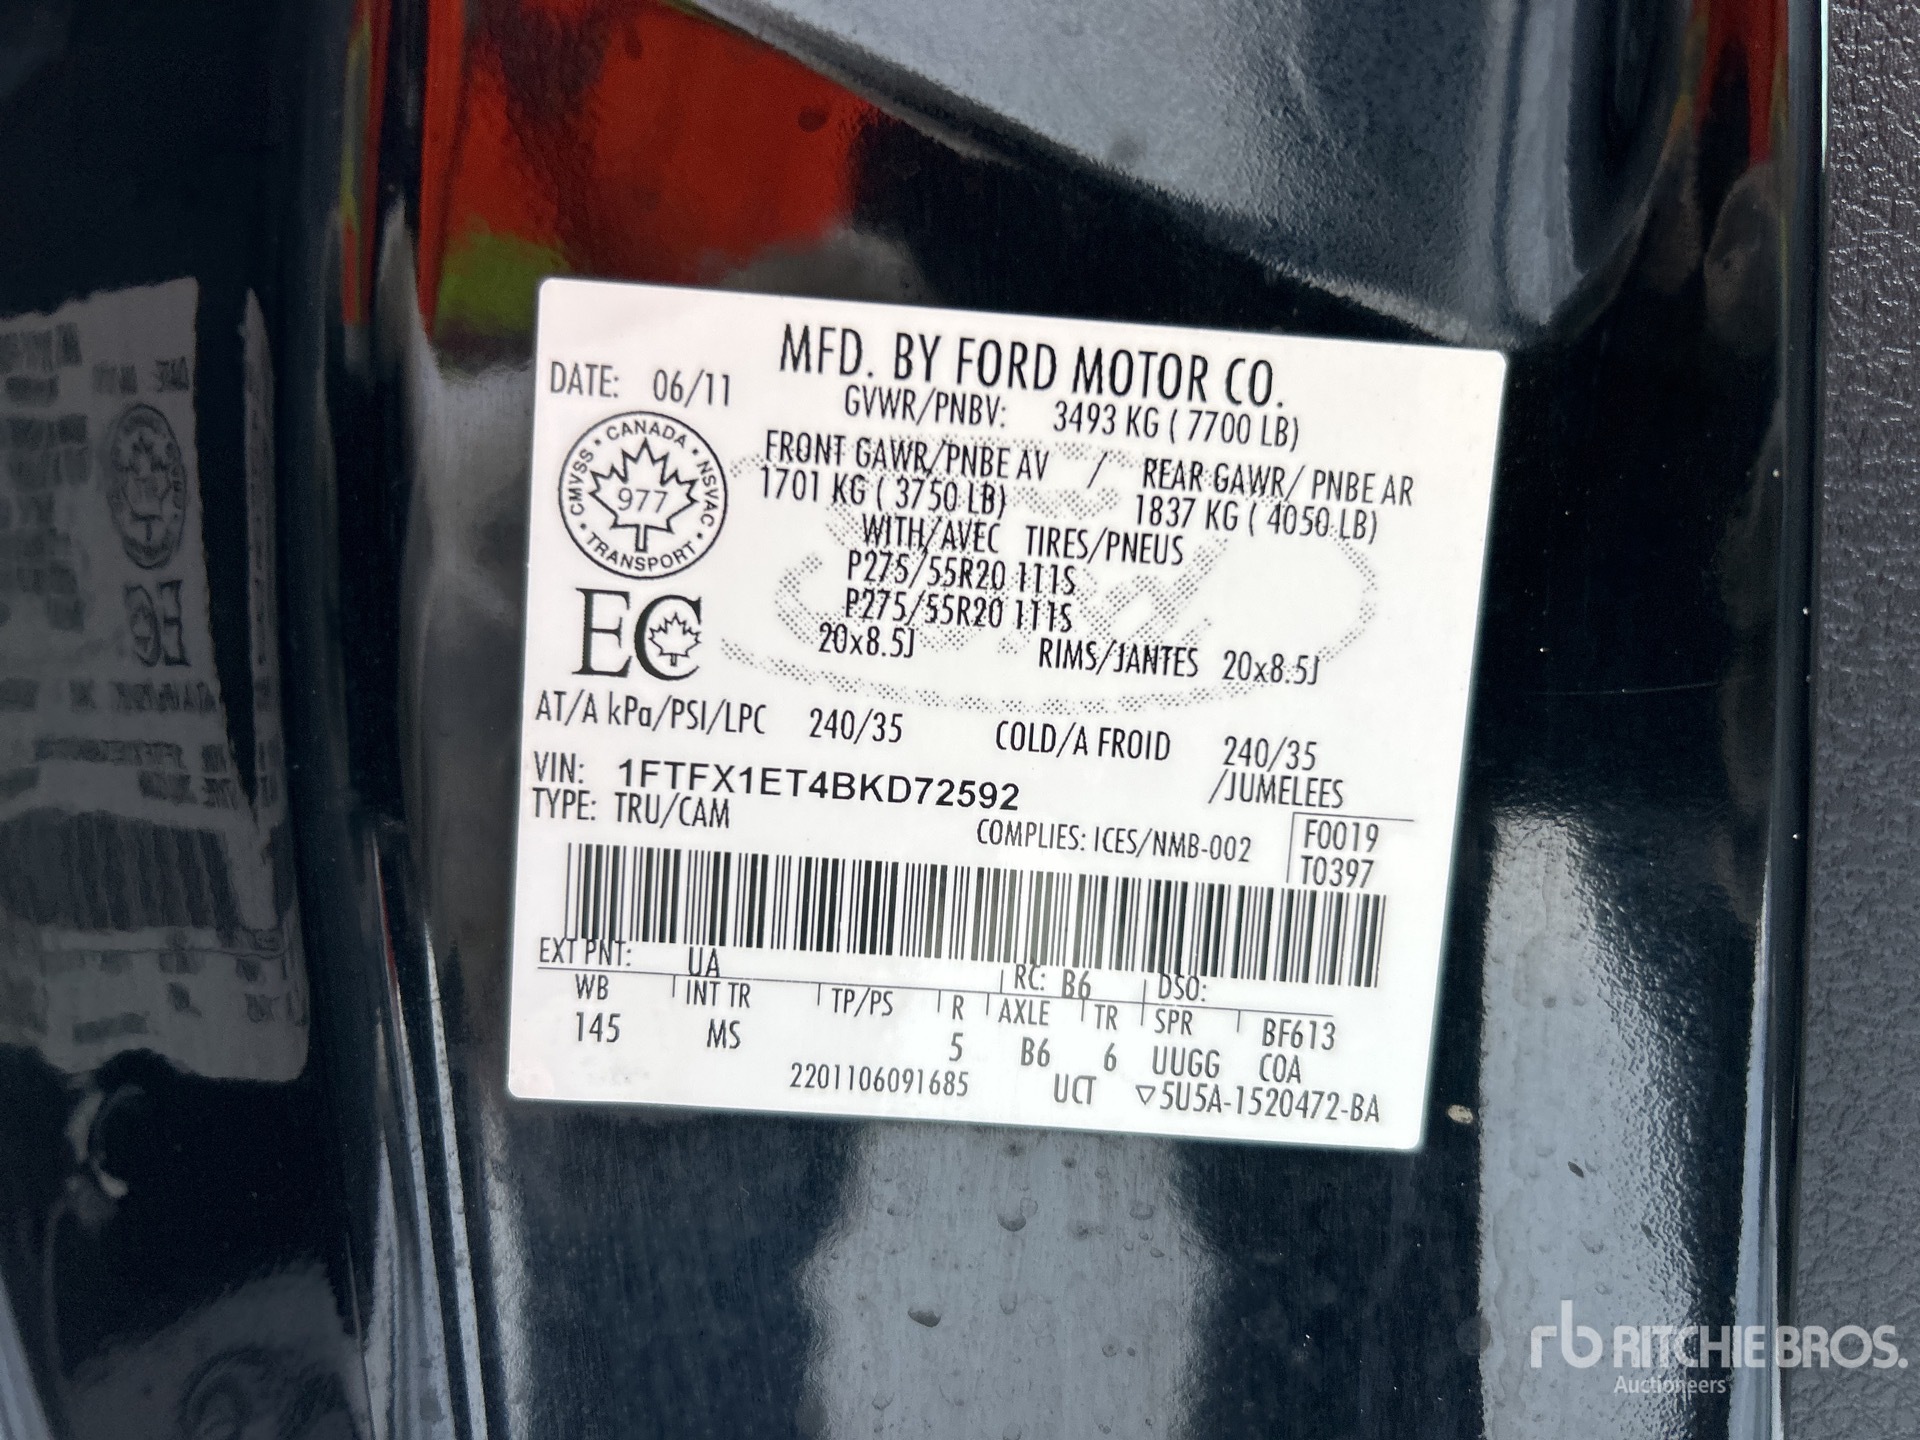 MFD. BY FORD MOTOR CO.
DATE: 06/11
GVWR/PNBV: 3493 KG ( 7700 LB)
FRONT GAWR/PNBE AV / REAR GAWR/ PNBE AR
1701 KG ( 3750 LB) 1837 KG ( 4050 LB)
WITH/AVEC TIRES/PNEUS
P275/55R20 111S
P275/55R20 111S
20x8.5J RIMS/JANTES 20x8.5J
CANADA • NSVAC • TRANSPORT • CMVSS •
977
EC
AT/A kPa/PSI/LPC 240/35 COLD/A FROID 240/35
/JUMELEES
VIN: 1FTFX1ET4BKD72592
TYPE: TRU/CAM
COMPLIES: ICES/NMB-002
F0019
T0397
EXT PNT: UA RC: B6 DSO:
WB INT TR TP/PS R AXLE TR SPR BF613
145 MS 5 B6 6 UUGG COA
2201106091685 UCT ▽5U5A-1520472-BA
rb RITCHIE BROS.
Auctioneers